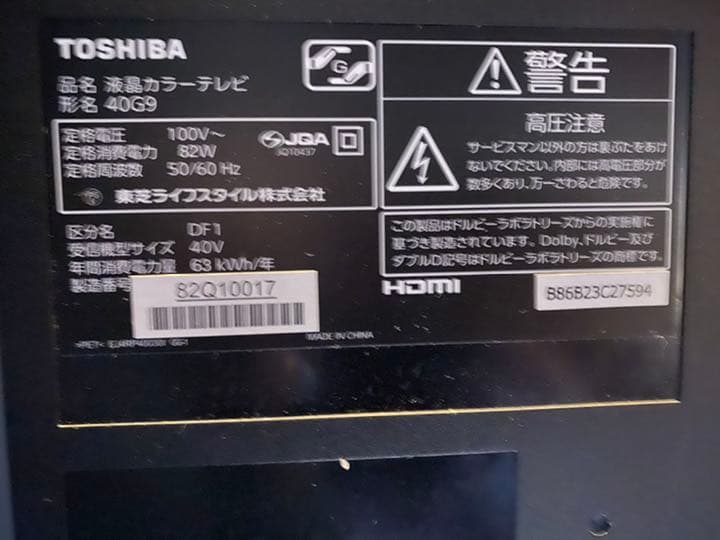 TOSHIBA
品名 液晶カラーテレビ
形名 40G9
定格電圧 100V～
定格消費電力 82W
定格周波数 50/60 Hz
JQA
JQ10437
東芝ライフスタイル株式会社
区分名 DF1
受信機型サイズ 40V
年間消費電力量 63 kWh/年
製造番号
82Q10017
MADE IN CHINA
G
警告
高圧注意
サービスマン以外の方は裏ぶたをあけ
ないでください。内部には高電圧部分が
数多くあり、万一さわると危険です。
この製品はドルビーラボラトリーズからの実施権に
基づき製造されています。Dolby、ドルビー及び
ダブルD記号はドルビーラボラトリーズの商標です。
HDMI
B86B23C27594